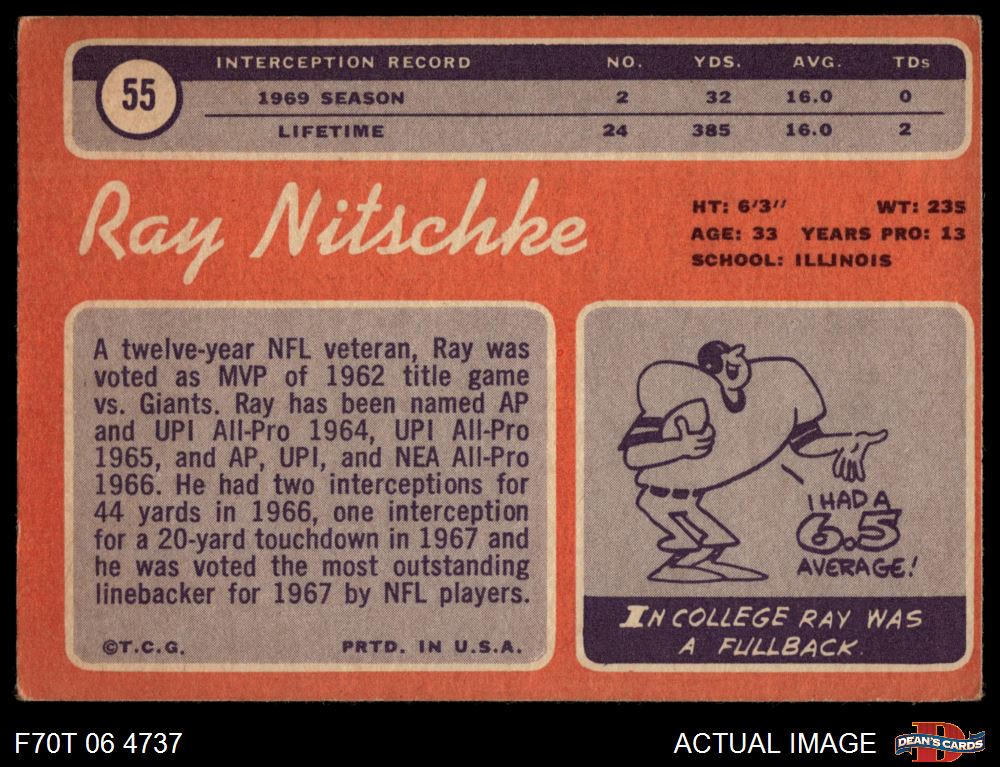 55
INTERCEPTION RECORD NO. YDS. AVG. TDs
1969 SEASON 2 32 16.0 0
LIFETIME 24 385 16.0 2
Ray Nitschke
HT: 6'3" WT: 235
AGE: 33 YEARS PRO: 13
SCHOOL: ILLINOIS
A twelve-year NFL veteran, Ray was
voted as MVP of 1962 title game
vs. Giants. Ray has been named AP
and UPI All-Pro 1964, UPI All-Pro
1965, and AP, UPI, and NEA All-Pro
1966. He had two interceptions for
44 yards in 1966, one interception
for a 20-yard touchdown in 1967 and
he was voted the most outstanding
linebacker for 1967 by NFL players.
©T.C.G. PRTD. IN U.S.A.
I HAD A
6.5
AVERAGE!
IN COLLEGE RAY WAS
A FULLBACK.
F70T 06 4737
ACTUAL IMAGE
D
DEAN'S CARDS